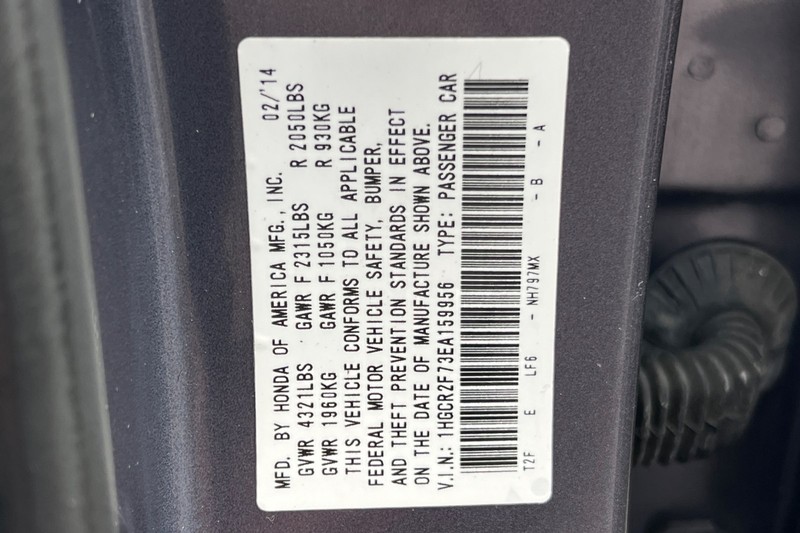 MFD. BY HONDA OF AMERICA MFG., INC. 02/'14
GVWR 4321LBS GAWR F 2315LBS R 2050LBS
GVWR 1960KG GAWR F 1050KG R 930KG
THIS VEHICLE CONFORMS TO ALL APPLICABLE
FEDERAL MOTOR VEHICLE SAFETY, BUMPER,
AND THEFT PREVENTION STANDARDS IN EFFECT
ON THE DATE OF MANUFACTURE SHOWN ABOVE.
V.I.N.: 1HGCR2F73EA159956 TYPE: PASSENGER CAR
T2F E LF6 - NH797MX - B - A